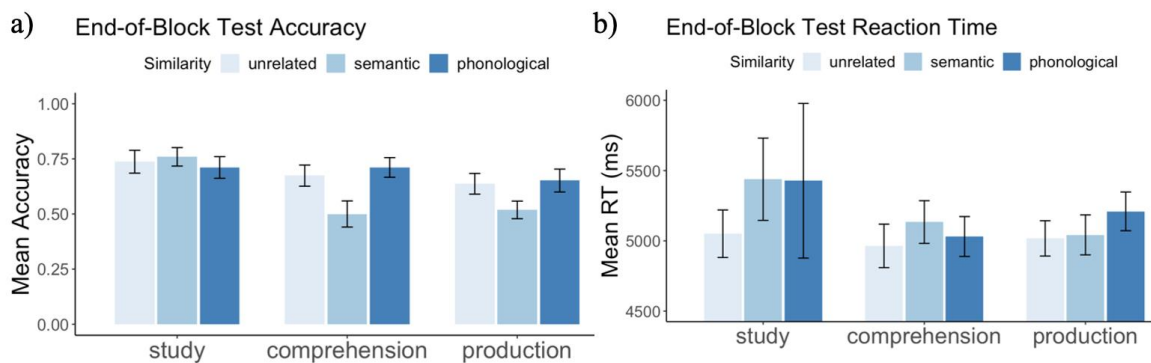 a) End-of-Block Test Accuracy
Similarity unrelated semantic phonological
Mean Accuracy
1.00
0.75
0.50
0.25
0.00
study comprehension production
b) End-of-Block Test Reaction Time
Similarity unrelated semantic phonological
Mean RT (ms)
6000
5500
5000
4500
study comprehension production